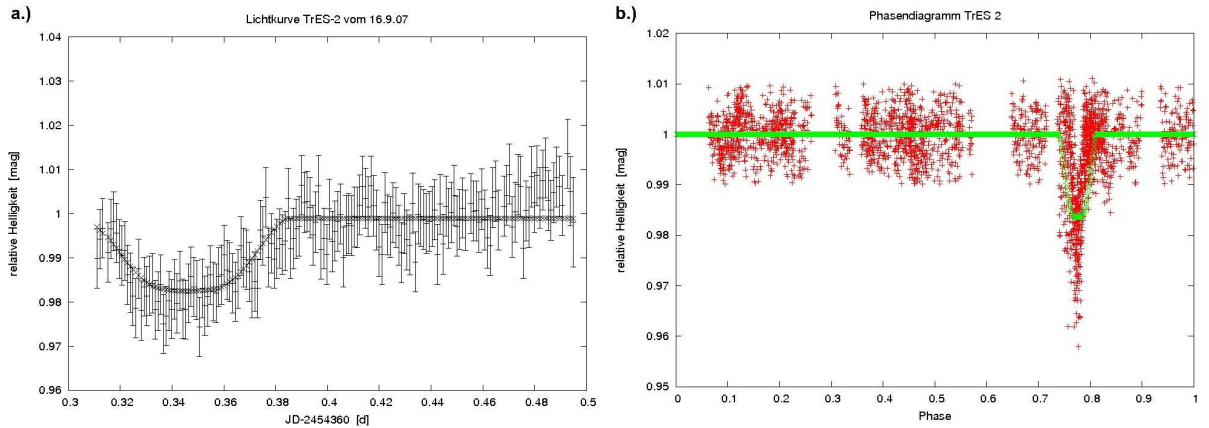 a.)
Lichtkurve TrES-2 vom 16.9.07
1.04
1.03
1.02
1.01
1
0.99
0.98
0.97
0.96
relative Helligkeit [mag]
0.3 0.32 0.34 0.36 0.38 0.4 0.42 0.44 0.46 0.48 0.5
JD-2454360 [d]
b.)
Phasendiagramm TrES 2
1.02
1.01
1
0.99
0.98
0.97
0.96
0.95
relative Helligkeit [mag]
0 0.1 0.2 0.3 0.4 0.5 0.6 0.7 0.8 0.9 1
Phase